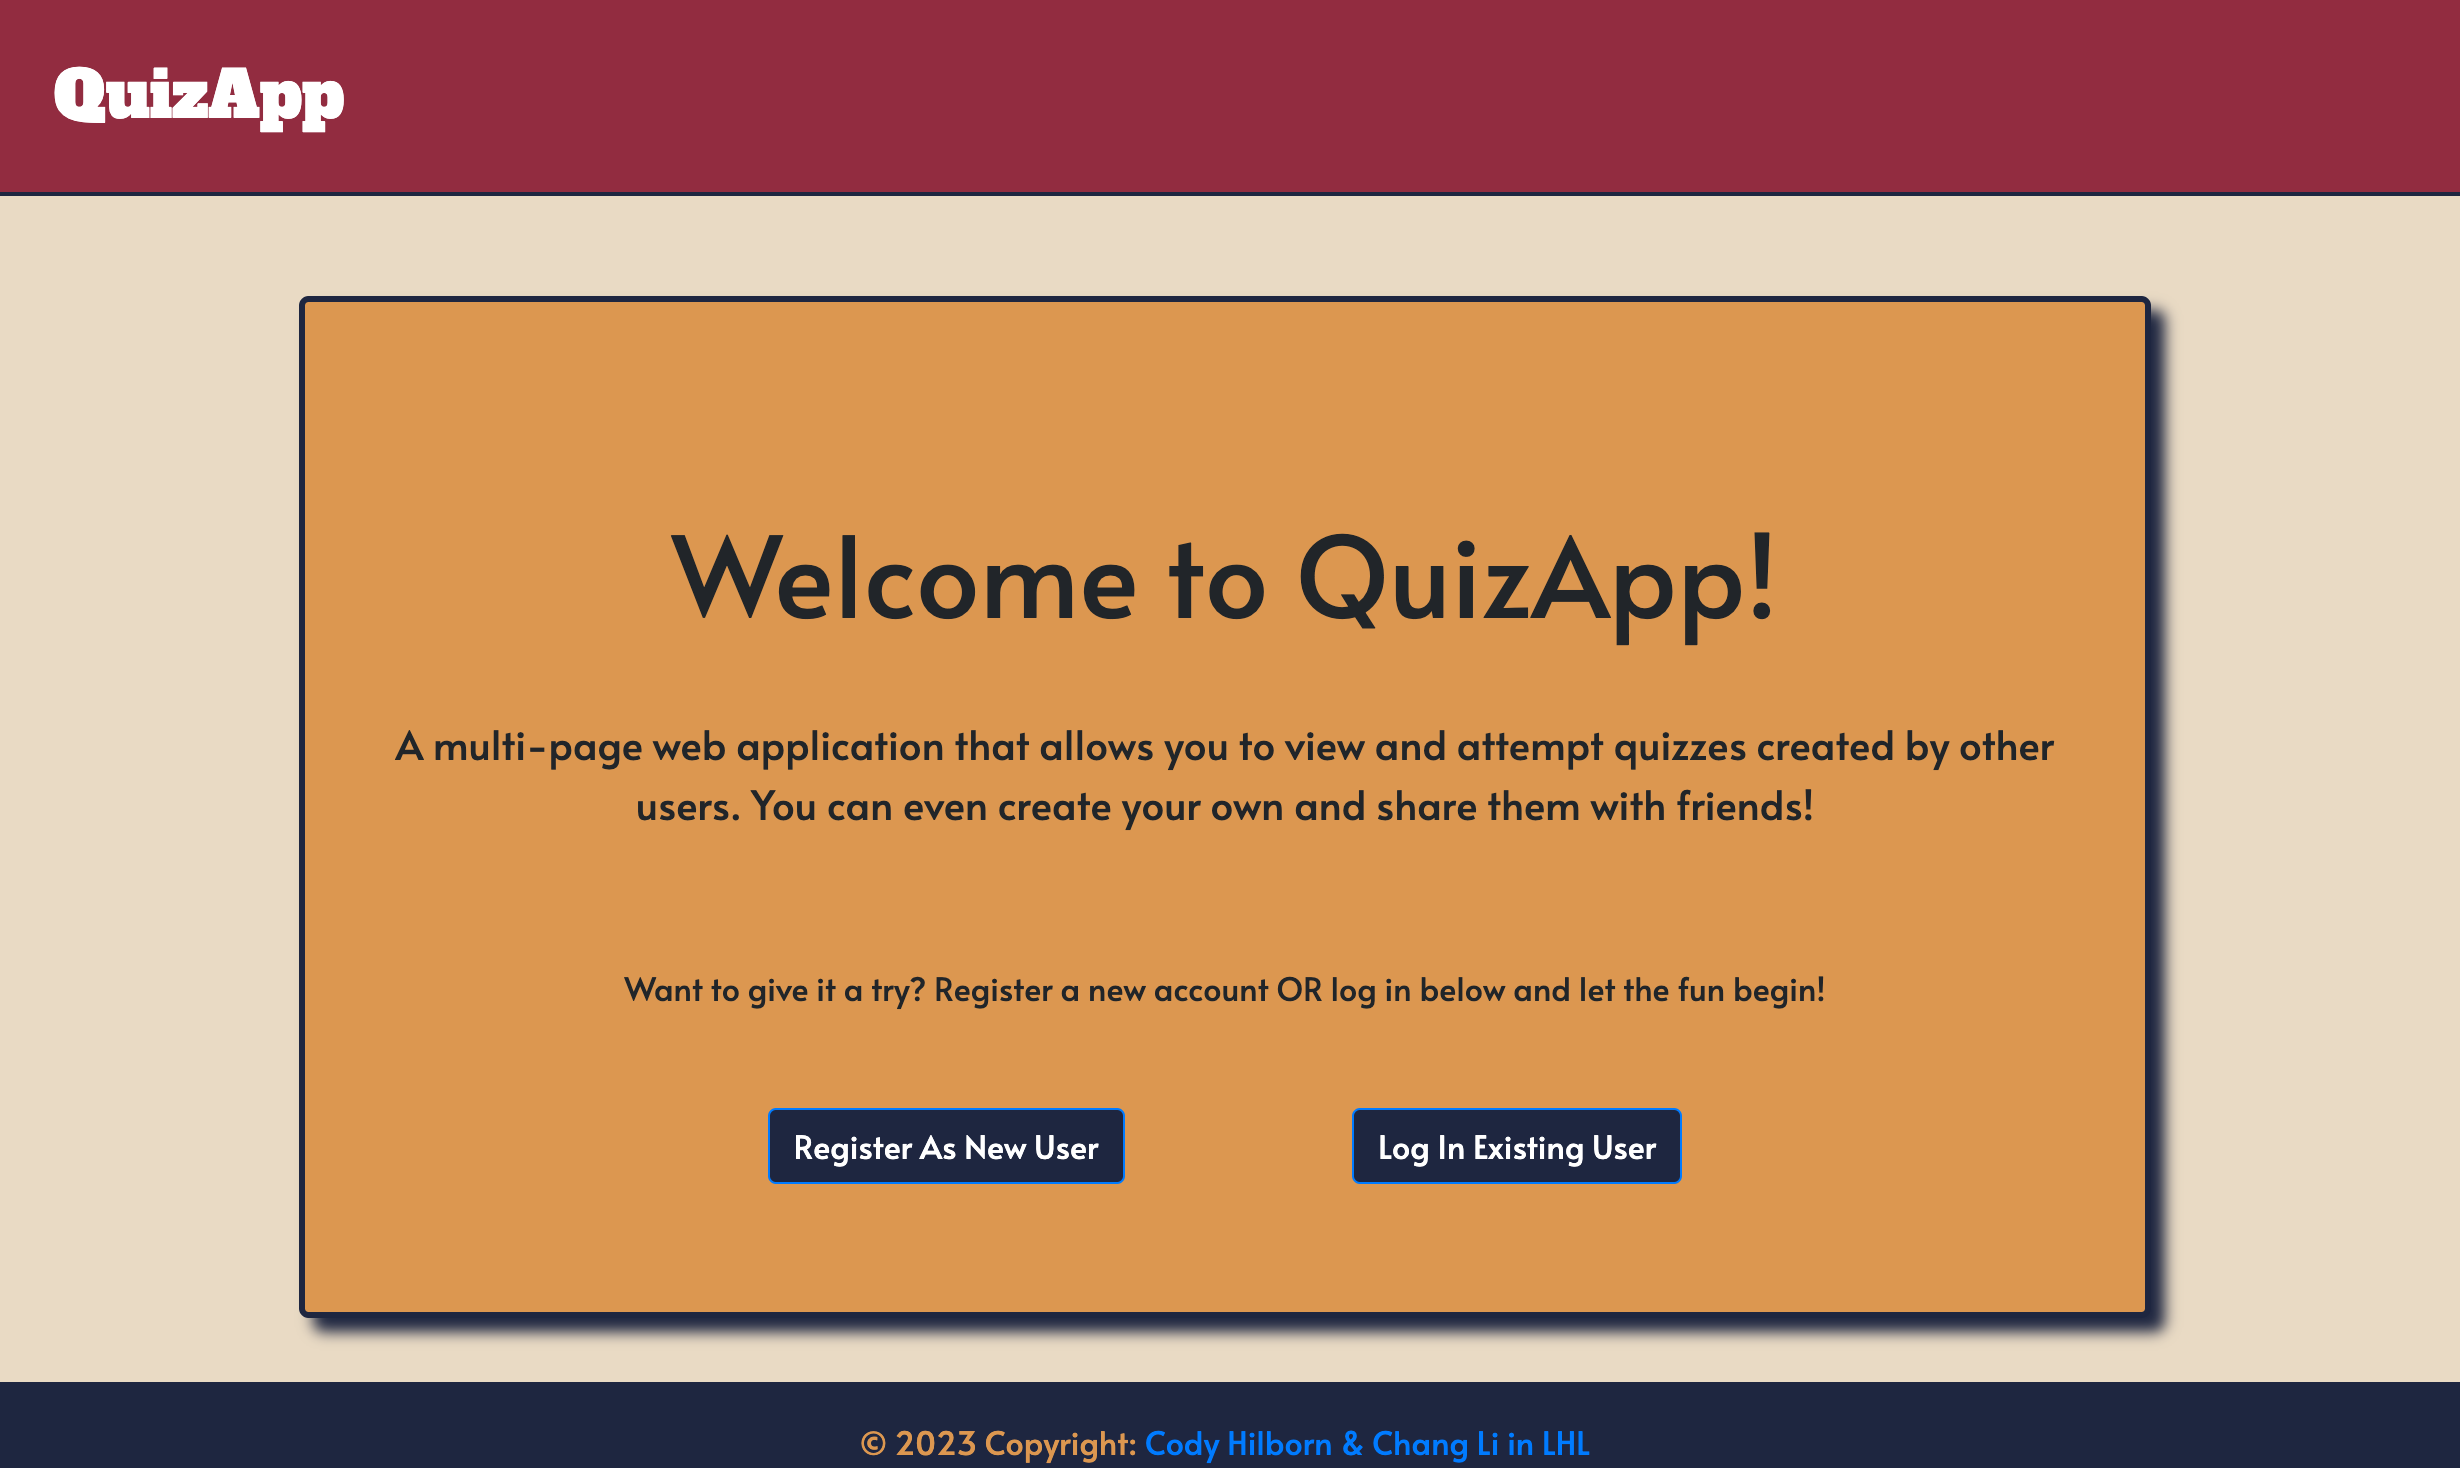 QuizApp
Welcome to QuizApp!
A multi-page web application that allows you to view and attempt quizzes created by other
users. You can even create your own and share them with friends!
Want to give it a try? Register a new account OR log in below and let the fun begin!
Register As New User
Log In Existing User
© 2023 Copyright: Cody Hilborn & Chang Li in LHL